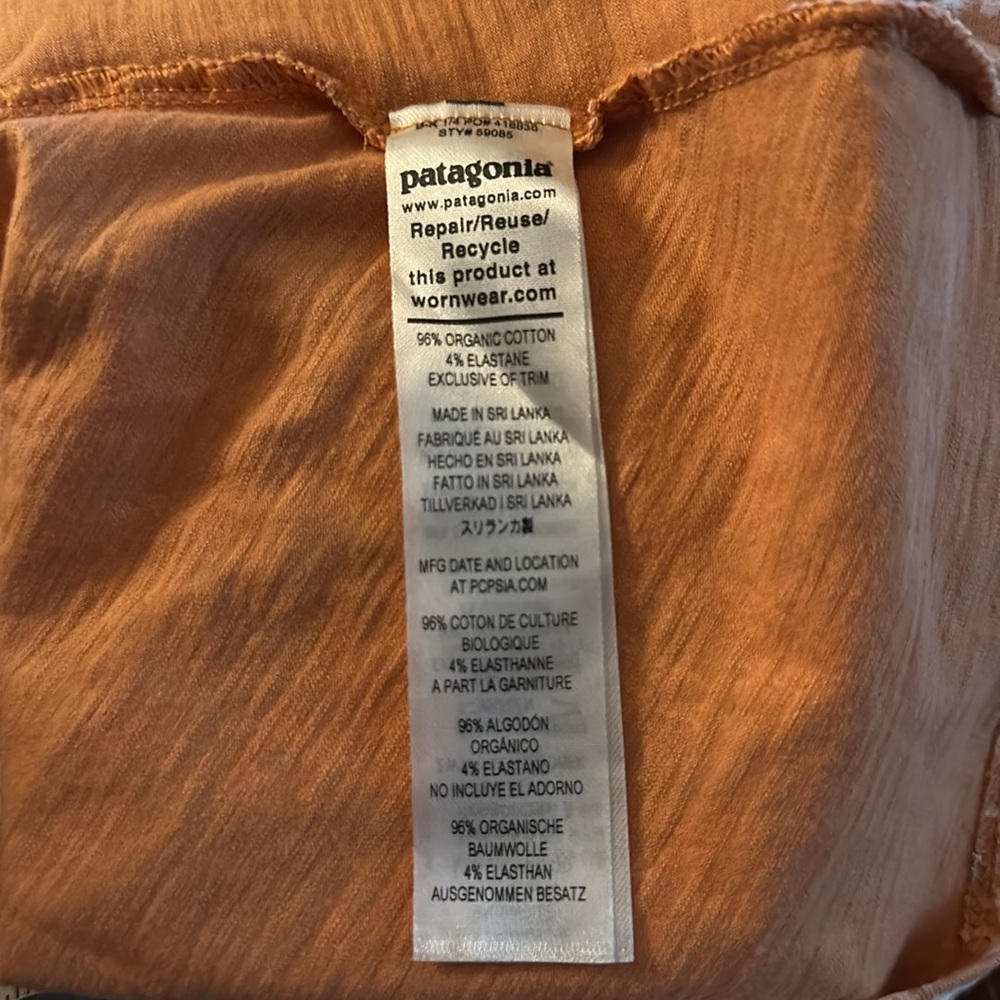 STY# 59085
patagonia®
www.patagonia.com
Repair/Reuse/
Recycle
this product at
wornwear.com
96% ORGANIC COTTON
4% ELASTANE
EXCLUSIVE OF TRIM
MADE IN SRI LANKA
FABRIQUÉ AU SRI LANKA
HECHO EN SRI LANKA
FATTO IN SRI LANKA
TILLVERKAD I SRI LANKA
スリランカ製
MFG DATE AND LOCATION
AT PCPSIA.COM
96% COTON DE CULTURE
BIOLOGIQUE
4% ELASTHANNE
A PART LA GARNITURE
96% ALGODÓN
ORGÁNICO
4% ELASTANO
NO INCLUYE EL ADORNO
96% ORGANISCHE
BAUMWOLLE
4% ELASTHAN
AUSGENOMMEN BESATZ